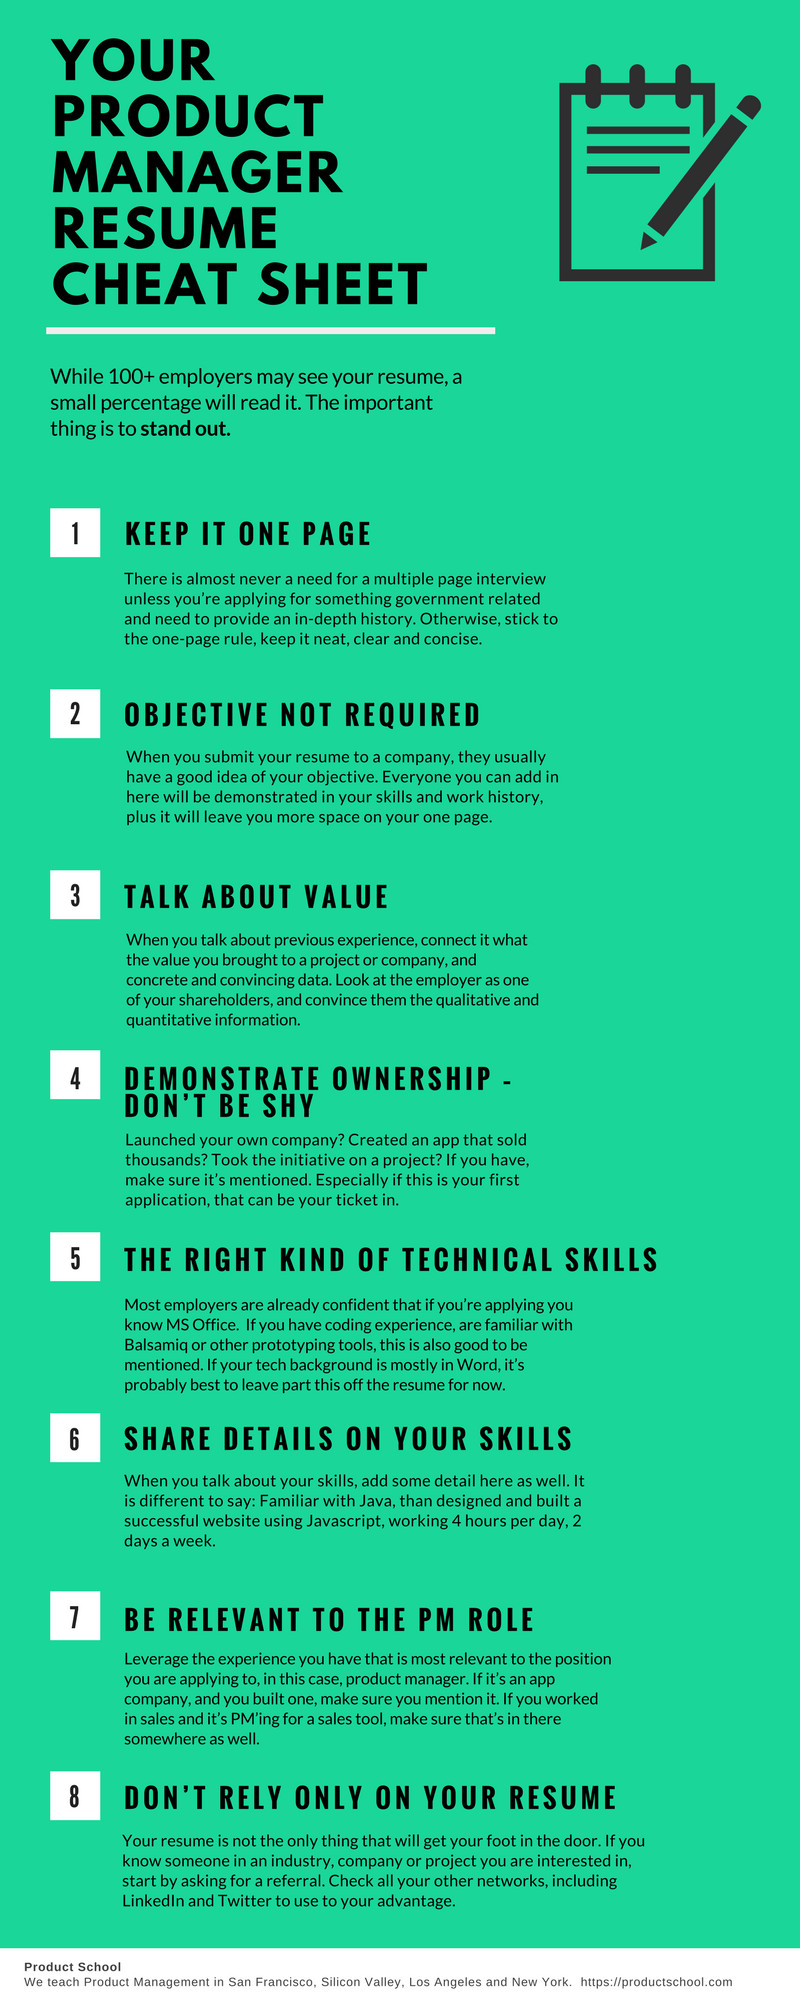 YOUR
PRODUCT
MANAGER
RESUME
CHEAT SHEET
While 100+ employers may see your resume, a
small percentage will read it. The important
thing is to stand out.
1
KEEP IT ONE PAGE
There is almost never a need for a multiple page interview
unless you're applying for something government related
and need to provide an in-depth history. Otherwise, stick to
the one-page rule, keep it neat, clear and concise.
2
OBJECTIVE NOT REQUIRED
When you submit your resume to a company, they usually
have a good idea of your objective. Everyone you can add in
here will be demonstrated in your skills and work history,
plus it will leave you more space on your one page.
3
TALK ABOUT VALUE
When you talk about previous experience, connect it what
the value you brought to a project or company, and
concrete and convincing data. Look at the employer as one
of your shareholders, and convince them the qualitative and
quantitative information.
4
DEMONSTRATE OWNERSHIP -
DON'T BE SHY
Launched your own company? Created an app that sold
thousands? Took the initiative on a project? If you have,
make sure it's mentioned. Especially if this is your first
application, that can be your ticket in.
5
THE RIGHT KIND OF TECHNICAL SKILLS
Most employers are already confident that if you're applying you
know MS Office.  If you have coding experience, are familiar with
Balsamiq or other prototyping tools, this is also good to be
mentioned. If your tech background is mostly in Word, it's
probably best to leave part this off the resume for now.
6
SHARE DETAILS ON YOUR SKILLS
When you talk about your skills, add some detail here as well. It
is different to say: Familiar with Java, than designed and built a
successful website using Javascript, working 4 hours per day, 2
days a week.
7
BE RELEVANT TO THE PM ROLE
Leverage the experience you have that is most relevant to the position
you are applying to, in this case, product manager. If it's an app
company, and you built one, make sure you mention it. If you worked
in sales and it's PM'ing for a sales tool, make sure that's in there
somewhere as well.
8
DON'T RELY ONLY ON YOUR RESUME
Your resume is not the only thing that will get your foot in the door. If you
know someone in an industry, company or project you are interested in,
start by asking for a referral. Check all your other networks, including
LinkedIn and Twitter to use to your advantage.
Product School
We teach Product Management in San Francisco, Silicon Valley, Los Angeles and New York.  https://productschool.com